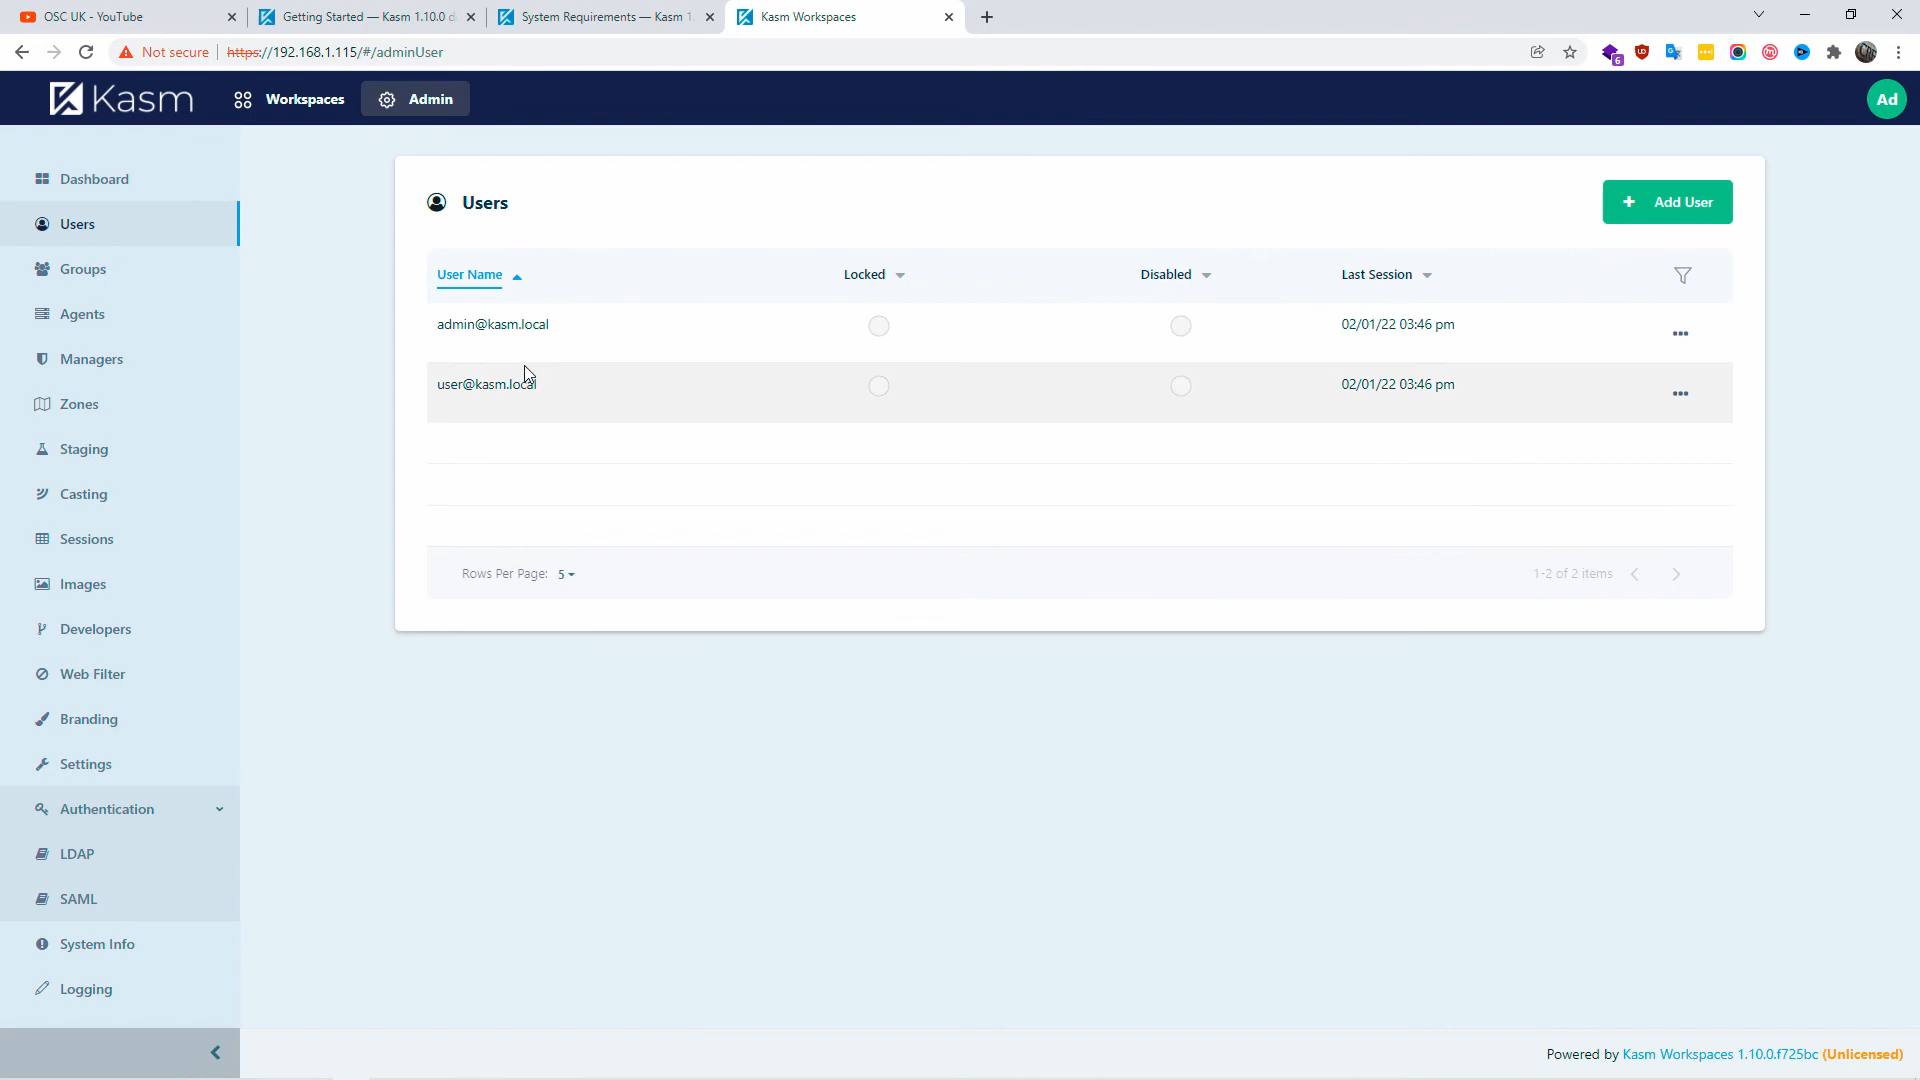 OSC UK - YouTube
Getting Started — Kasm 1.10.0 d
System Requirements — Kasm 1.
Kasm Workspaces
Not secure
https://192.168.1.115/#/adminUser
6
Kasm
Workspaces
Admin
Ad
Dashboard
Users
Groups
Agents
Managers
Zones
Staging
Casting
Sessions
Images
Developers
Web Filter
Branding
Settings
Authentication
LDAP
SAML
System Info
Logging
Users
+ Add User
User Name
Locked
Disabled
Last Session
admin@kasm.local
02/01/22 03:46 pm
user@kasm.local
02/01/22 03:46 pm
Rows Per Page: 5
1-2 of 2 items
Powered by Kasm Workspaces 1.10.0.f725bc (Unlicensed)